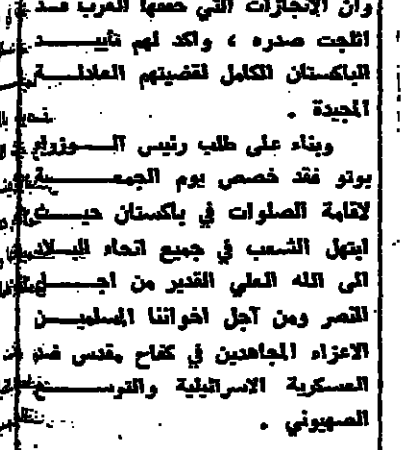 وان الانجازات التي حققها العرب قد
اثلجت صدره ، واكد لهم تأييد
الباكستان الكامل لقضيتهم العادلة
المجيدة .
وبناء على طلب رئيس الوزراء
بوتو فقد خصص يوم الجمعة
لاقامة الصلوات في باكستان حيث
ابتهل الشعب في جميع انحاء البلاد
الى الله العلي القدير من اجل
النصر ومن أجل اخواننا المسلمين
الاعزاء المجاهدين في كفاح مقدس ضد
العسكرية الاسرائيلية والتوسع
الصهيوني .